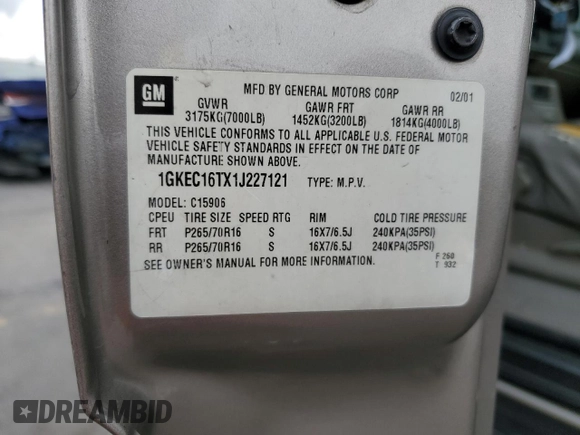 GM
MFD BY GENERAL MOTORS CORP 02/01
GVWR GAWR FRT GAWR RR
3175KG(7000LB) 1452KG(3200LB) 1814KG(4000LB)
THIS VEHICLE CONFORMS TO ALL APPLICABLE U.S. FEDERAL MOTOR
VEHICLE SAFETY STANDARDS IN EFFECT ON THE DATE OF
MANUFACTURE SHOWN ABOVE.
1GKEC16TX1J227121 TYPE: M.P.V.
MODEL: C15906
CPEU TIRE SIZE SPEED RTG RIM COLD TIRE PRESSURE
FRT P265/70R16 S 16X7/6.5J 240KPA(35PSI)
RR P265/70R16 S 16X7/6.5J 240KPA(35PSI)
SEE OWNER'S MANUAL FOR MORE INFORMATION.
F 260
T 932
DREAMBID